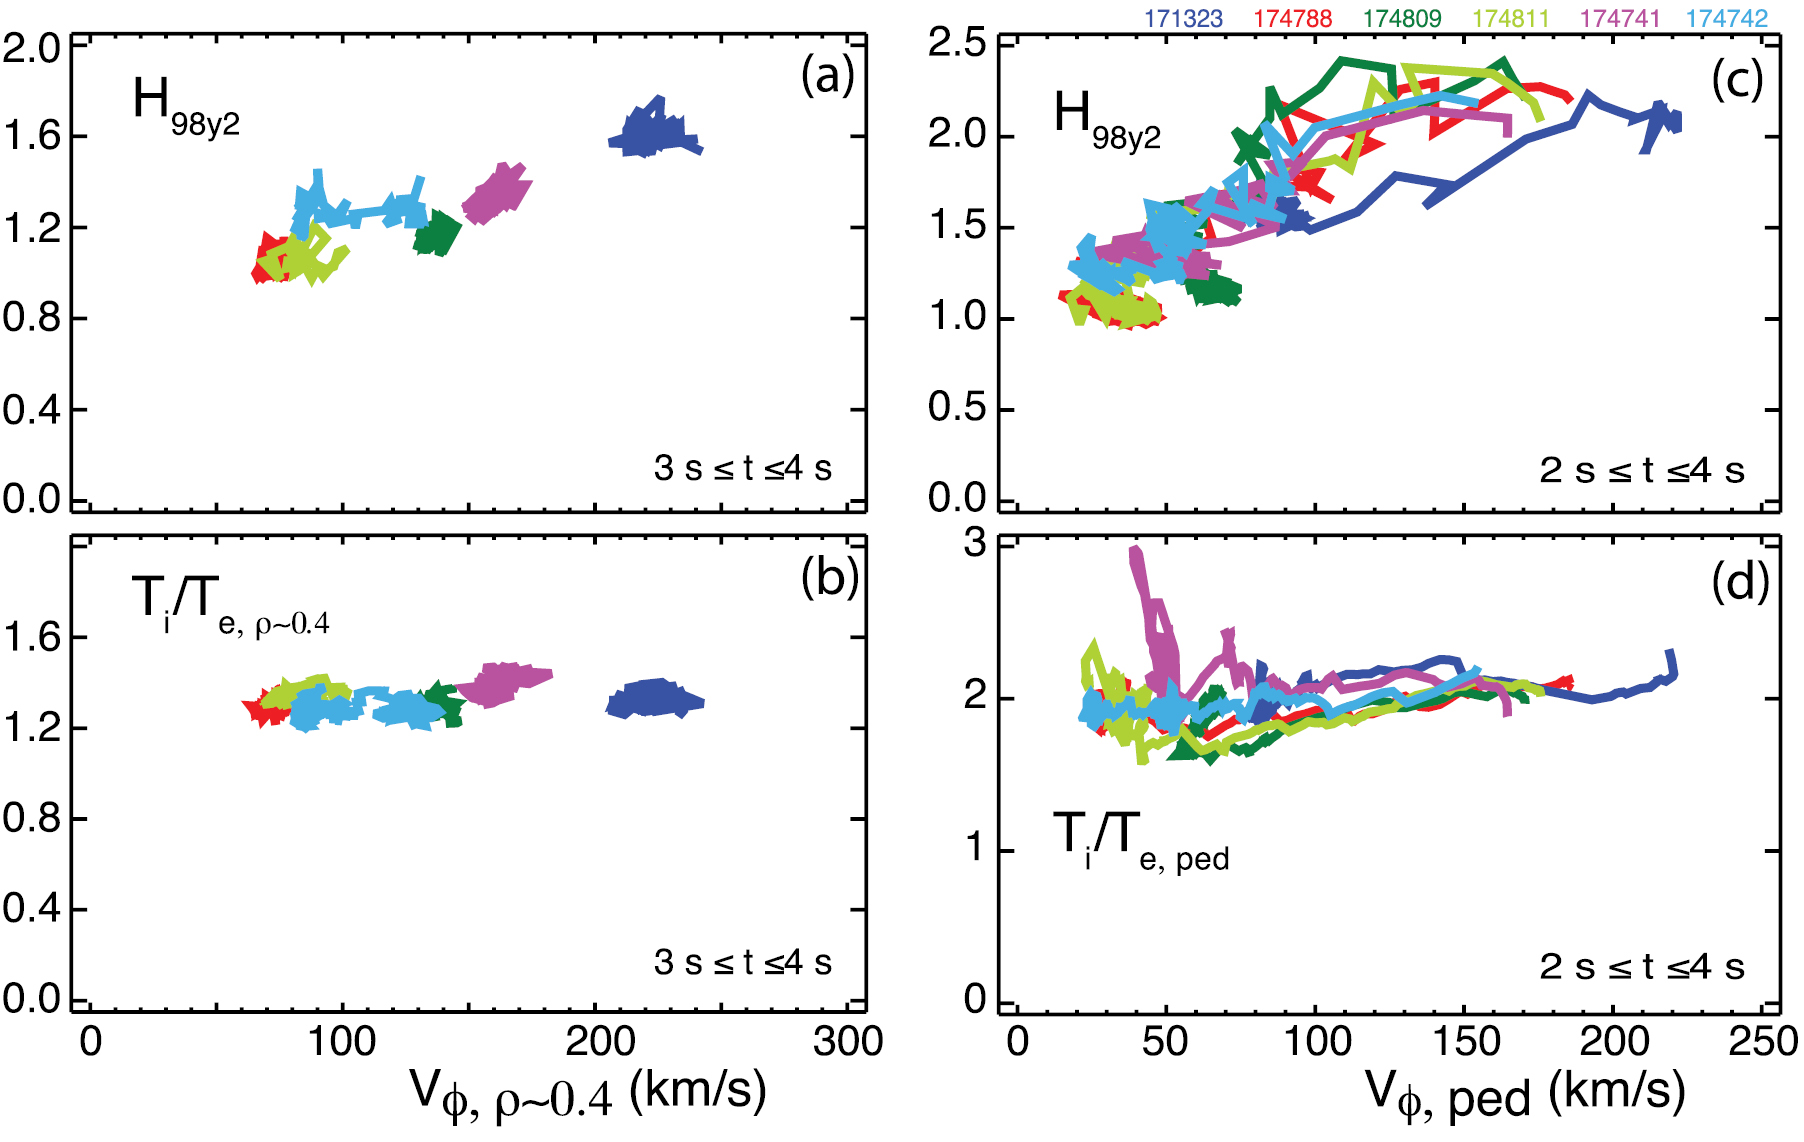 171323 174788 174809 174811 174741 174742
2.0
1.6
1.2
0.8
0.4
0.0
H98y2
(a)
3 s ≤ t ≤4 s
2.5
2.0
1.5
1.0
0.5
0.0
H98y2
(c)
2 s ≤ t ≤4 s
1.6
1.2
0.8
0.4
0.0
Ti/Te, ρ~0.4
(b)
3 s ≤ t ≤4 s
0 100 200 300
Vϕ, ρ~0.4 (km/s)
3
2
1
0
(d)
Ti/Te, ped
2 s ≤ t ≤4 s
0 50 100 150 200 250
Vϕ, ped (km/s)